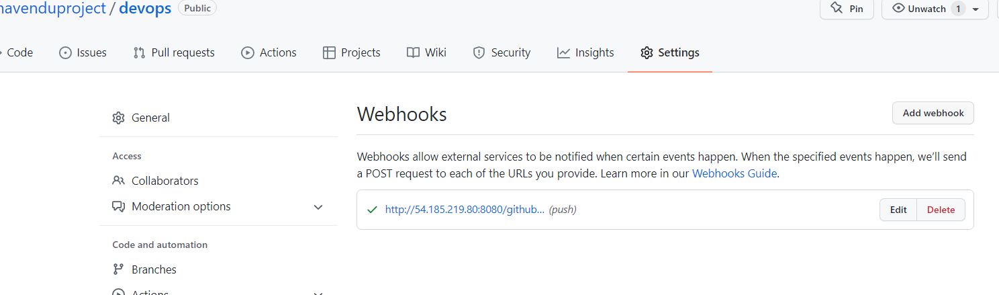 navenduproject / devops Public
Pin
Unwatch 1
Code
Issues
Pull requests
Actions
Projects
Wiki
Security
Insights
Settings
General
Access
Collaborators
Moderation options
Code and automation
Branches
Actions
Webhooks
Add webhook
Webhooks allow external services to be notified when certain events happen. When the specified events happen, we'll send
a POST request to each of the URLs you provide. Learn more in our Webhooks Guide.
http://54.185.219.80:8080/github... (push)
Edit
Delete